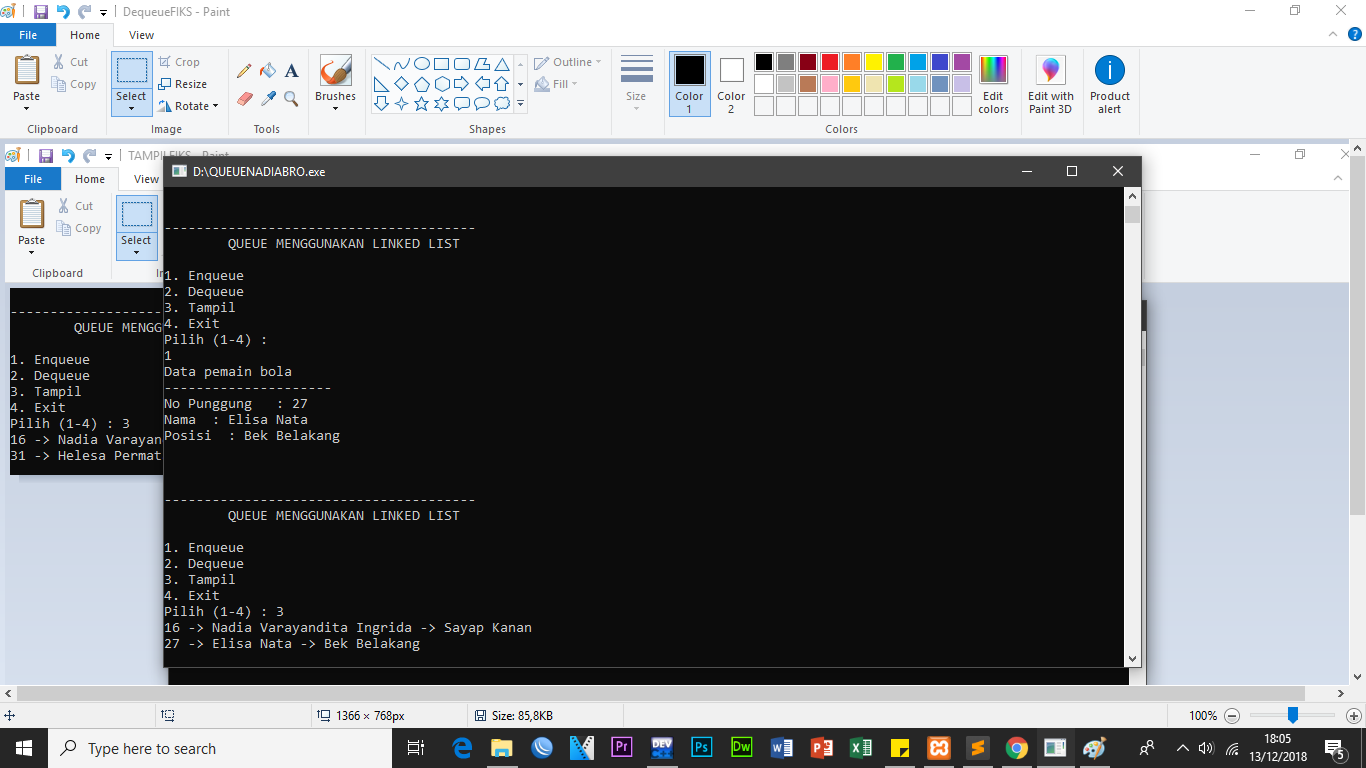 DequeueFIKS - Paint
File Home View
Paste
Cut
Copy
Clipboard
Select
Crop
Resize
Rotate
Image
A
Tools
Brushes
Outline
Fill
Shapes
Size
Color 1
Color 2
Edit colors
Colors
Edit with Paint 3D
Product alert
TAMPILFIKS - Paint
File Home View
Paste
Cut
Copy
Clipboard
Select
---------------------------------------
QUEUE MENGG
1. Enqueue
2. Dequeue
3. Tampil
4. Exit
Pilih (1-4) : 3
16 -> Nadia Varayan
31 -> Helesa Permat
D:\QUEUENADIABRO.exe
---------------------------------------
QUEUE MENGGUNAKAN LINKED LIST
1. Enqueue
2. Dequeue
3. Tampil
4. Exit
Pilih (1-4) :
1
Data pemain bola
---------------------
No Punggung   : 27
Nama  : Elisa Nata
Posisi  : Bek Belakang
---------------------------------------
QUEUE MENGGUNAKAN LINKED LIST
1. Enqueue
2. Dequeue
3. Tampil
4. Exit
Pilih (1-4) : 3
16 -> Nadia Varayandita Ingrida -> Sayap Kanan
27 -> Elisa Nata -> Bek Belakang
1366 × 768px
Size: 85,8KB
100%
Type here to search
Pr
DEV
Ps
Dw
18:05
13/12/2018
5